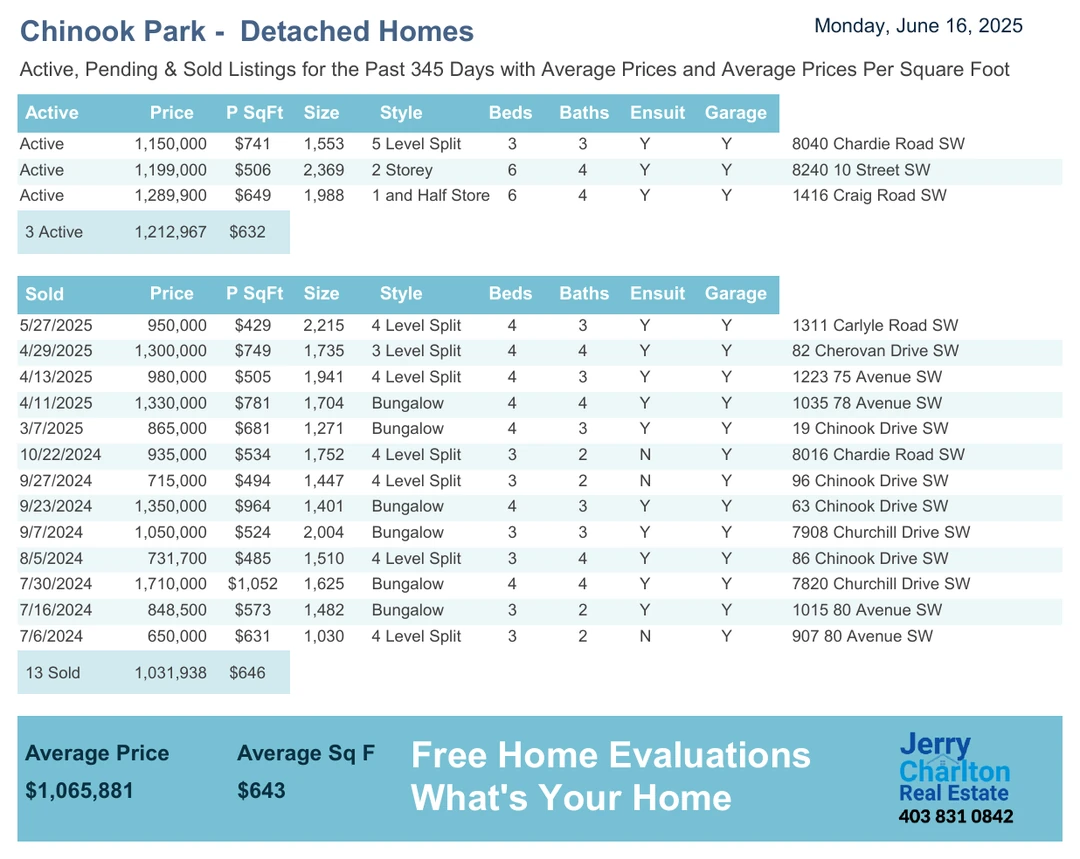 Chinook Park - Detached Homes
Monday, June 16, 2025
Active, Pending & Sold Listings for the Past 345 Days with Average Prices and Average Prices Per Square Foot
Active Price P SqFt Size Style Beds Baths Ensuit Garage
Active 1,150,000 $741 1,553 5 Level Split 3 3 Y Y 8040 Chardie Road SW
Active 1,199,000 $506 2,369 2 Storey 6 4 Y Y 8240 10 Street SW
Active 1,289,900 $649 1,988 1 and Half Store 6 4 Y Y 1416 Craig Road SW
3 Active 1,212,967 $632
Sold Price P SqFt Size Style Beds Baths Ensuit Garage
5/27/2025 950,000 $429 2,215 4 Level Split 4 3 Y Y 1311 Carlyle Road SW
4/29/2025 1,300,000 $749 1,735 3 Level Split 4 4 Y Y 82 Cherovan Drive SW
4/13/2025 980,000 $505 1,941 4 Level Split 4 3 Y Y 1223 75 Avenue SW
4/11/2025 1,330,000 $781 1,704 Bungalow 4 4 Y Y 1035 78 Avenue SW
3/7/2025 865,000 $681 1,271 Bungalow 4 3 Y Y 19 Chinook Drive SW
10/22/2024 935,000 $534 1,752 4 Level Split 3 2 N Y 8016 Chardie Road SW
9/27/2024 715,000 $494 1,447 4 Level Split 3 2 N Y 96 Chinook Drive SW
9/23/2024 1,350,000 $964 1,401 Bungalow 4 3 Y Y 63 Chinook Drive SW
9/7/2024 1,050,000 $524 2,004 Bungalow 3 3 Y Y 7908 Churchill Drive SW
8/5/2024 731,700 $485 1,510 4 Level Split 3 4 Y Y 86 Chinook Drive SW
7/30/2024 1,710,000 $1,052 1,625 Bungalow 4 4 Y Y 7820 Churchill Drive SW
7/16/2024 848,500 $573 1,482 Bungalow 3 2 Y Y 1015 80 Avenue SW
7/6/2024 650,000 $631 1,030 4 Level Split 3 2 N Y 907 80 Avenue SW
13 Sold 1,031,938 $646
Average Price Average Sq F
$1,065,881 $643
Free Home Evaluations
What's Your Home
Jerry
Charlton
Real Estate
403 831 0842